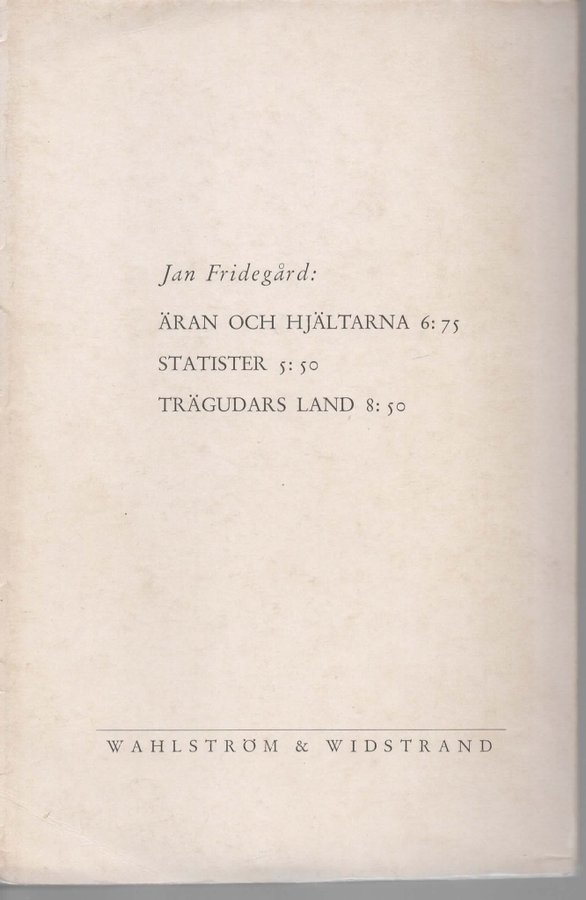 Jan Fridegård:
ÄRAN OCH HJÄLTARNA 6: 75
STATISTER 5: 50
TRÄGUDARS LAND 8: 50
WAHLSTRÖM & WIDSTRAND